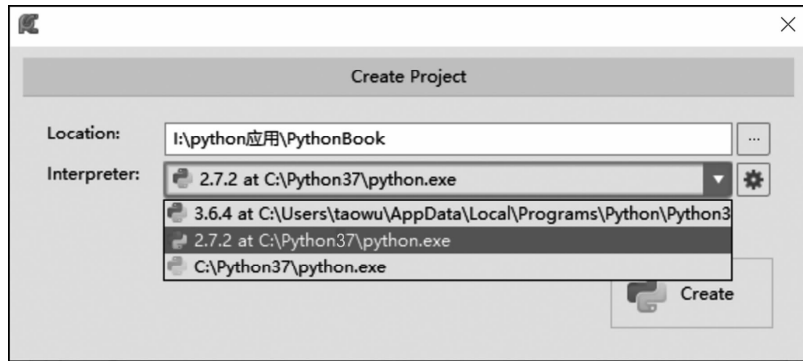 Create Project
Location: I:\python应用\PythonBook ...
Interpreter: 2.7.2 at C:\Python37\python.exe
3.6.4 at C:\Users\taowu\AppData\Local\Programs\Python\Python3
2.7.2 at C:\Python37\python.exe
C:\Python37\python.exe
Create